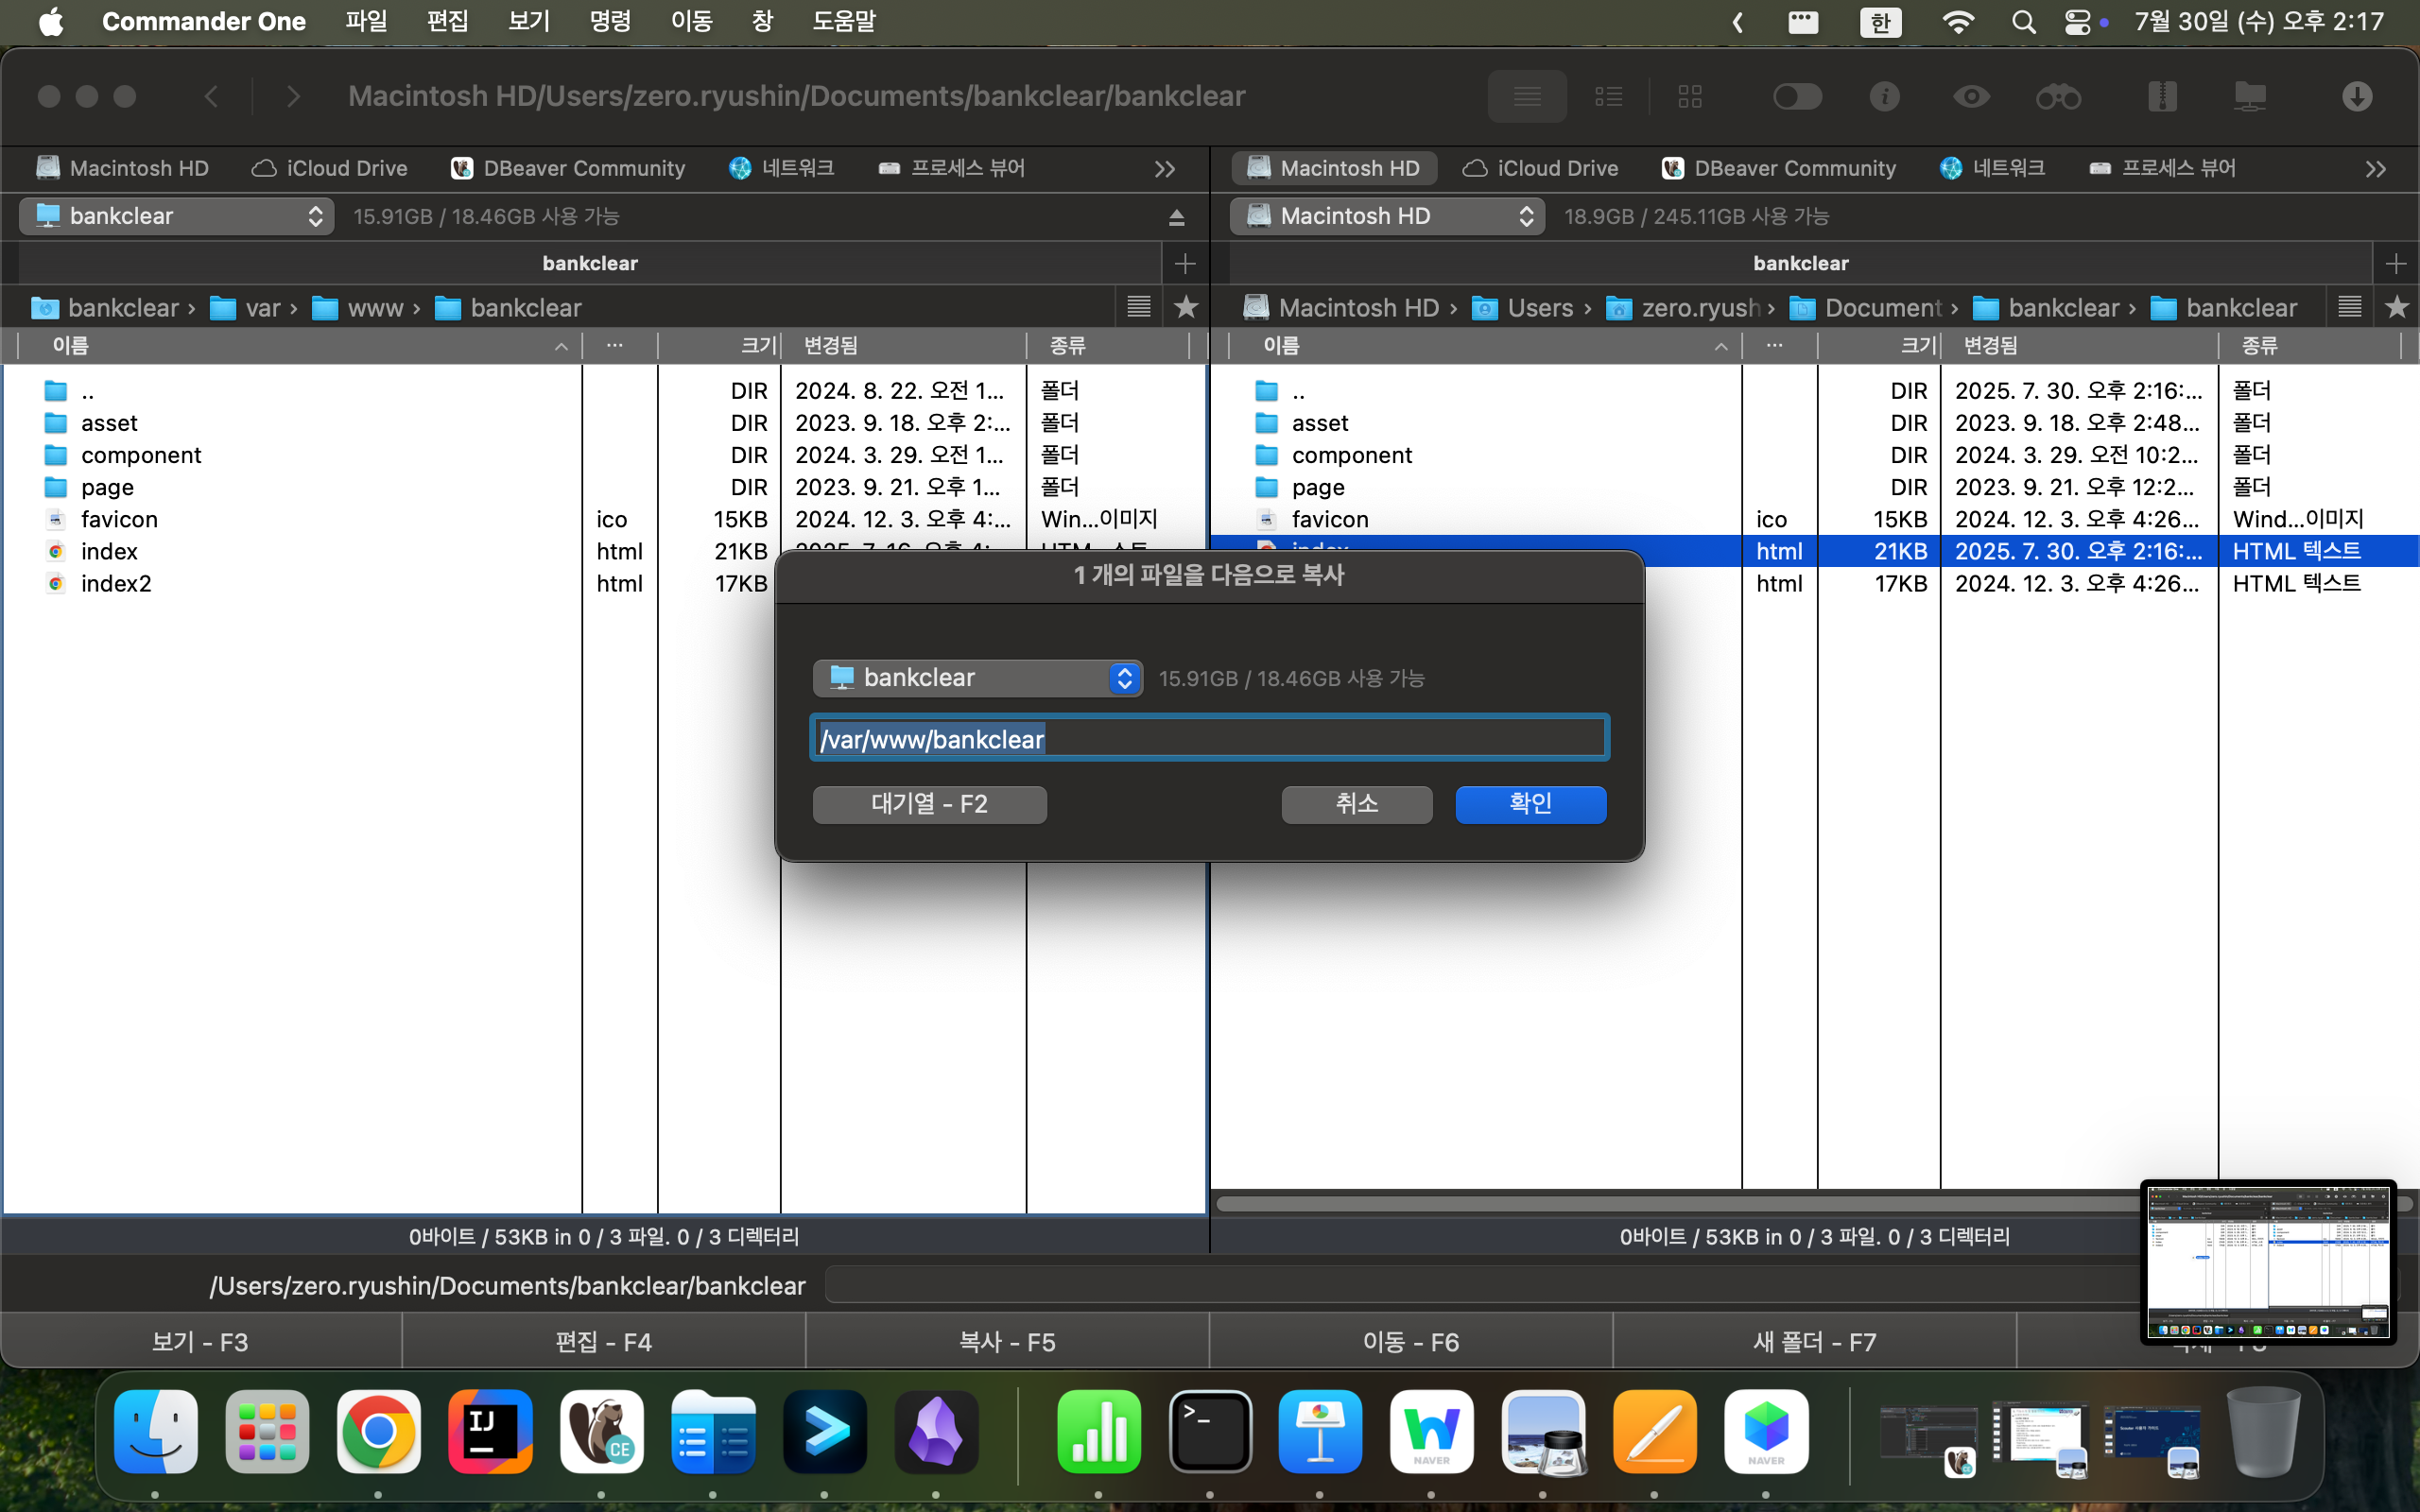 Commander One 파일 편집 보기 명령 이동 창 도움말 한 7월 30일 (수) 오후 2:17
Macintosh HD/Users/zero.ryushin/Documents/bankclear/bankclear
Macintosh HD iCloud Drive DBeaver Community 네트워크 프로세스 뷰어 >>
Macintosh HD iCloud Drive DBeaver Community 네트워크 프로세스 뷰어 >>
bankclear 15.91GB / 18.46GB 사용 가능
Macintosh HD 18.9GB / 245.11GB 사용 가능
bankclear
bankclear
bankclear › var › www › bankclear
Macintosh HD › Users › zero.ryush › Document › bankclear › bankclear
이름 ... 크기 변경됨 종류
.. DIR 2024. 8. 22. 오전 1... 폴더
asset DIR 2023. 9. 18. 오후 2:... 폴더
component DIR 2024. 3. 29. 오전 1... 폴더
page DIR 2023. 9. 21. 오후 1... 폴더
favicon ico 15KB 2024. 12. 3. 오후 4:... Win...이미지
index html 21KB
index2 html 17KB
이름 ... 크기 변경됨 종류
.. DIR 2025. 7. 30. 오후 2:16:... 폴더
asset DIR 2023. 9. 18. 오후 2:48... 폴더
component DIR 2024. 3. 29. 오전 10:2... 폴더
page DIR 2023. 9. 21. 오후 12:2... 폴더
favicon ico 15KB 2024. 12. 3. 오후 4:26... Wind...이미지
index html 21KB 2025. 7. 30. 오후 2:16:... HTML 텍스트
html 17KB 2024. 12. 3. 오후 4:26... HTML 텍스트
1 개의 파일을 다음으로 복사
bankclear 15.91GB / 18.46GB 사용 가능
/var/www/bankclear
대기열 - F2 취소 확인
0바이트 / 53KB in 0 / 3 파일. 0 / 3 디렉터리
0바이트 / 53KB in 0 / 3 파일. 0 / 3 디렉터리
/Users/zero.ryushin/Documents/bankclear/bankclear
보기 - F3 편집 - F4 복사 - F5 이동 - F6 새 폴더 - F7
IJ CE >_ NAVER NAVER